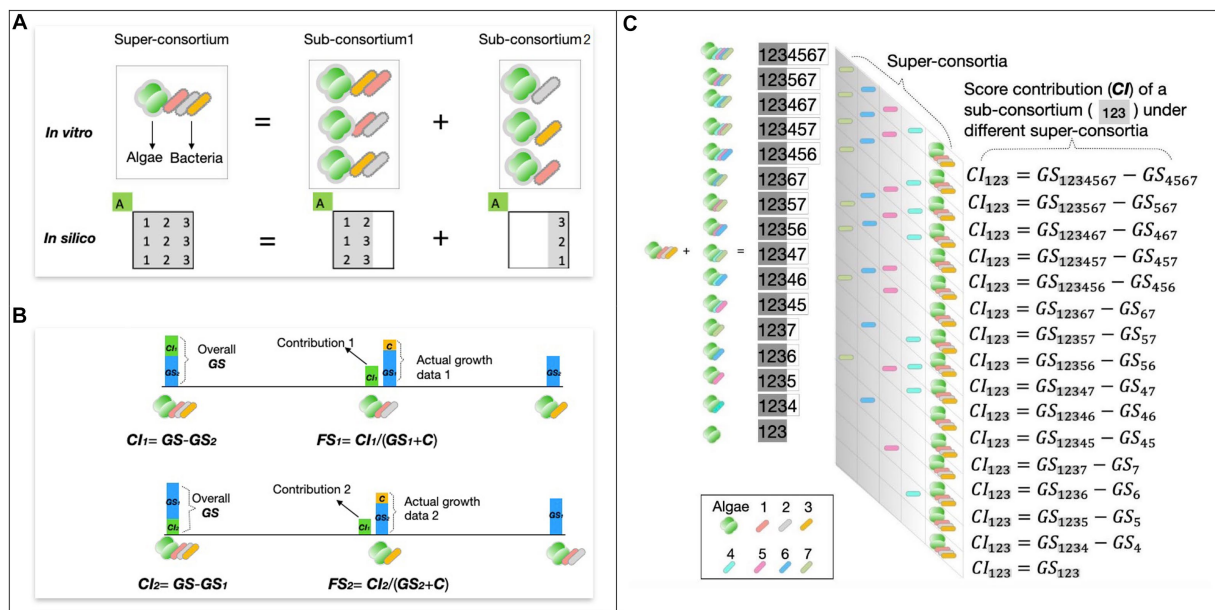 A
Super-consortium
Sub-consortium1
Sub-consortium2
In vitro
=
+
Algae
Bacteria
A
A
In silico
1 2 3
1 2 3
1 2 3
=
1 2
1 3
2 3
+
3
2
1
B
CI₁
GS₂
Overall
GS
Contribution 1
CI₁
C
GS₁
Actual growth
data 1
GS₂
CI₁= GS-GS₂
FS₁= CI₁/(GS₁+C)
GS₁
CI₂
Overall
GS
Contribution 2
CI₁
C
GS₂
Actual growth
data 2
GS₁
CI₂= GS-GS₁
FS₂= CI₂/(GS₂+C)
C
1234567
123567
123467
123457
123456
12367
12357
12356
12347
12346
12345
1237
1236
1235
1234
123
+
=
Super-consortia
Score contribution (CI) of a
sub-consortium ( 123 ) under
different super-consortia
CI₁₂₃ = GS₁₂₃₄₅₆₇ − GS₄₅₆₇
CI₁₂₃ = GS₁₂₃₅₆₇ − GS₅₆₇
CI₁₂₃ = GS₁₂₃₄₆₇ − GS₄₆₇
CI₁₂₃ = GS₁₂₃₄₅₇ − GS₄₅₇
CI₁₂₃ = GS₁₂₃₄₅₆ − GS₄₅₆
CI₁₂₃ = GS₁₂₃₆₇ − GS₆₇
CI₁₂₃ = GS₁₂₃₅₇ − GS₅₇
CI₁₂₃ = GS₁₂₃₅₆ − GS₅₆
CI₁₂₃ = GS₁₂₃₄₇ − GS₄₇
CI₁₂₃ = GS₁₂₃₄₆ − GS₄₆
CI₁₂₃ = GS₁₂₃₄₅ − GS₄₅
CI₁₂₃ = GS₁₂₃₇ − GS₇
CI₁₂₃ = GS₁₂₃₆ − GS₆
CI₁₂₃ = GS₁₂₃₅ − GS₅
CI₁₂₃ = GS₁₂₃₄ − GS₄
CI₁₂₃ = GS₁₂₃
Algae 1 2 3
4 5 6 7